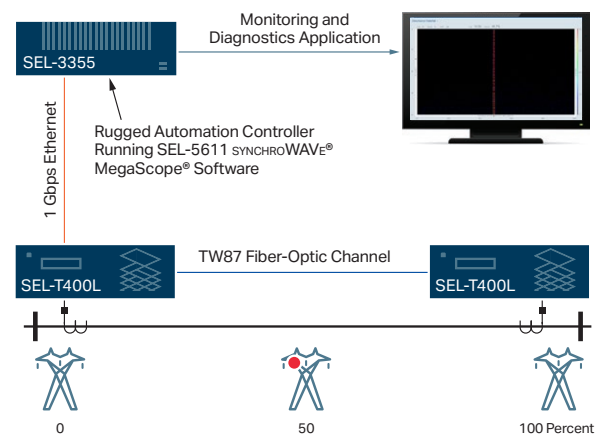 Monitoring and
Diagnostics Application
SEL-3355
Rugged Automation Controller
Running SEL-5611 SYNCHROWAVE®
MegaScope® Software
1 Gbps Ethernet
TW87 Fiber-Optic Channel
SEL-T400L
SEL-T400L
0
50
100 Percent